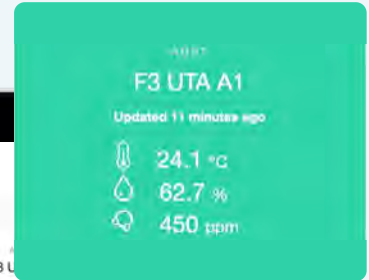 F3 UTA A1
Updated 11 minutes ago
24.1 °C
62.7 %
450 ppm